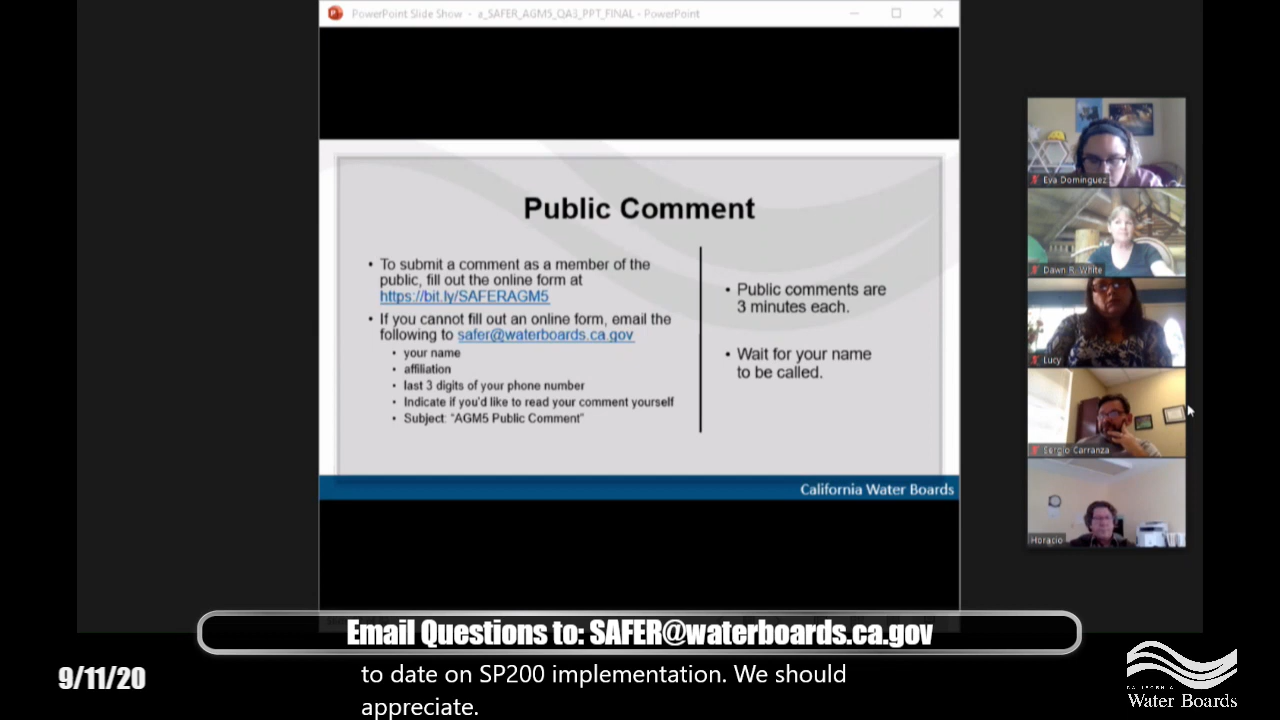 PowerPoint Slide Show - a_SAFER_AGM5_QA3_PPT_FINAL - PowerPoint
Public Comment
• To submit a comment as a member of the
public, fill out the online form at
https://bit.ly/SAFERAGM5
• If you cannot fill out an online form, email the
following to safer@waterboards.ca.gov
• your name
• affiliation
• last 3 digits of your phone number
• Indicate if you'd like to read your comment yourself
• Subject: "AGM5 Public Comment"
• Public comments are
3 minutes each.
• Wait for your name
to be called.
California Water Boards
Eva Dominguez
Dawn R. White
Lucy
Sergio Carranza
Horacio
Email Questions to: SAFER@waterboards.ca.gov
9/11/20
to date on SP200 implementation. We should
appreciate.
CALIFORNIA
Water Boards